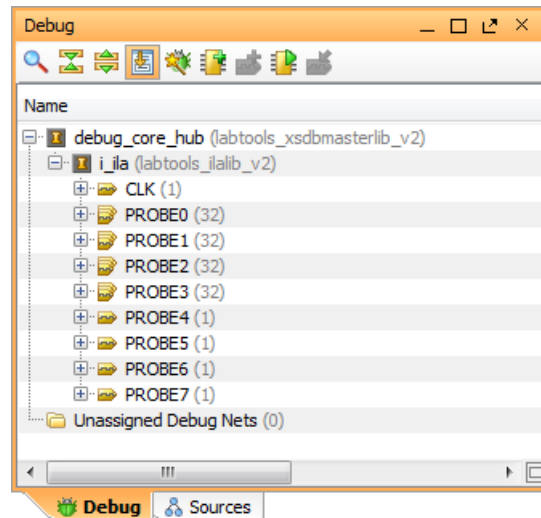 Debug
Name
debug_core_hub (labtools_xsdbmasterlib_v2)
i_ila (labtools_ilalib_v2)
CLK (1)
PROBE0 (32)
PROBE1 (32)
PROBE2 (32)
PROBE3 (32)
PROBE4 (1)
PROBE5 (1)
PROBE6 (1)
PROBE7 (1)
Unassigned Debug Nets (0)
Debug Sources